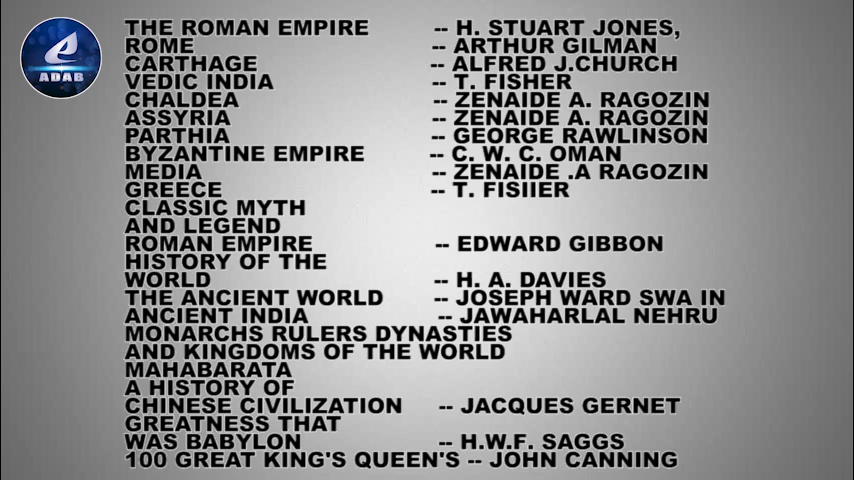 e
ADAB
THE ROMAN EMPIRE -- H. STUART JONES,
ROME -- ARTHUR GILMAN
CARTHAGE -- ALFRED J.CHURCH
VEDIC INDIA -- T. FISHER
CHALDEA -- ZENAIDE A. RAGOZIN
ASSYRIA -- ZENAIDE A. RAGOZIN
PARTHIA -- GEORGE RAWLINSON
BYZANTINE EMPIRE -- C. W. C. OMAN
MEDIA -- ZENAIDE .A RAGOZIN
GREECE -- T. FISIIER
CLASSIC MYTH
AND LEGEND
ROMAN EMPIRE -- EDWARD GIBBON
HISTORY OF THE
WORLD -- H. A. DAVIES
THE ANCIENT WORLD -- JOSEPH WARD SWA IN
ANCIENT INDIA -- JAWAHARLAL NEHRU
MONARCHS RULERS DYNASTIES
AND KINGDOMS OF THE WORLD
MAHABARATA
A HISTORY OF
CHINESE CIVILIZATION -- JACQUES GERNET
GREATNESS THAT
WAS BABYLON -- H.W.F. SAGGS
100 GREAT KING'S QUEEN'S -- JOHN CANNING